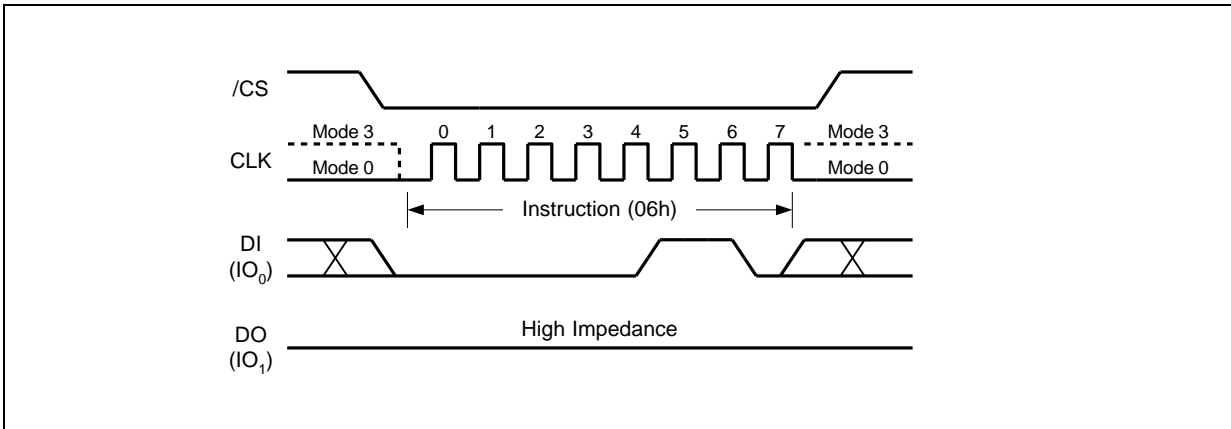 /CS
Mode 3 0 1 2 3 4 5 6 7 Mode 3
CLK
Mode 0 Mode 0
Instruction (06h)
DI
(IO₀)
High Impedance
DO
(IO₁)